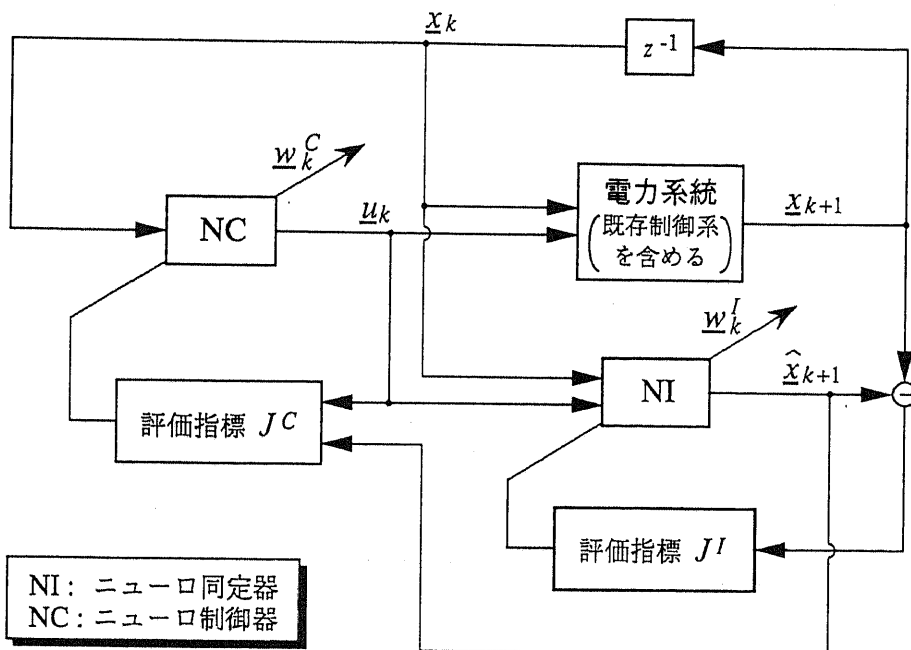 x_k
z^-1
w_k^C
電力系統
(既存制御系
を含める)
x_{k+1}
NC
u_k
w_k^I
x̂_{k+1}
NI
−
評価指標 J^C
評価指標 J^I
NI : ニューロ同定器
NC : ニューロ制御器